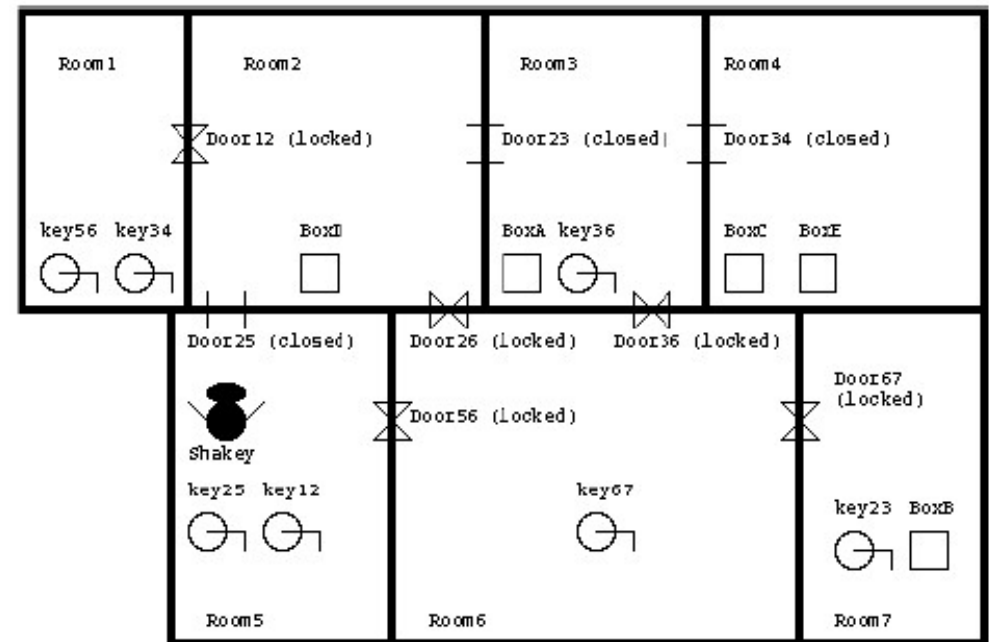 Room1
Room2
Room3
Room4
Door12 (locked)
Door23 (closed)
Door34 (closed)
key56 key34
BoxD
BoxA key36
BoxC BoxE
Door25 (closed)
Door26 (locked)
Door36 (locked)
Door67
(locked)
Door56 (locked)
Shakey
key25 key12
key67
key23 BoxB
Room5
Room6
Room7